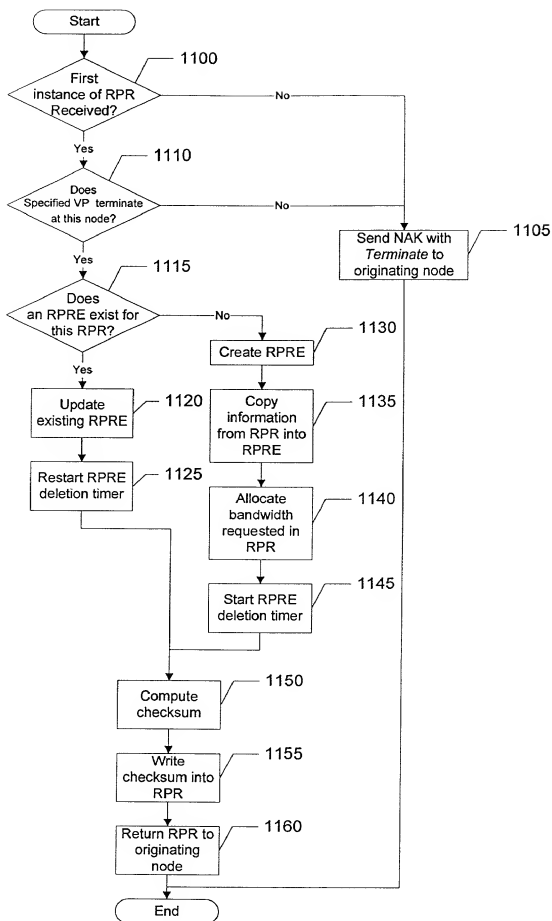 Start
1100
First
instance of RPR
Received?
No
Yes
1110
Does
Specified VP terminate
at this node?
No
1105
Send NAK with
Terminate to
originating node
Yes
1115
Does
an RPRE exist for
this RPR?
No
1130
Create RPRE
Yes
1120
Update
existing RPRE
1135
Copy
information
from RPR into
RPRE
1125
Restart RPRE
deletion timer
1140
Allocate
bandwidth
requested in
RPR
1145
Start RPRE
deletion timer
1150
Compute
checksum
1155
Write
checksum into
RPR
1160
Return RPR to
originating
node
End